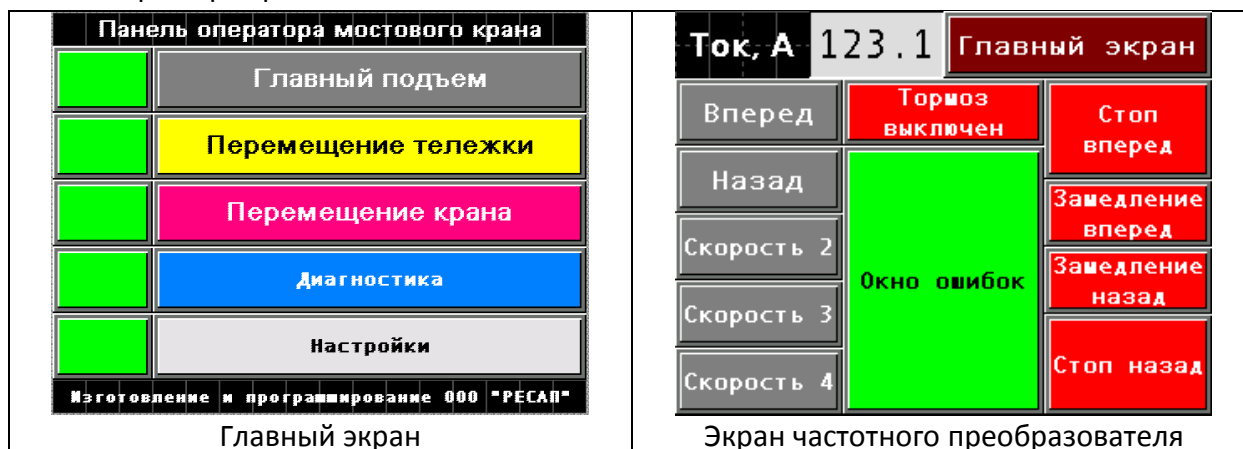 Панель оператора мостового крана
Главный подъем
Перемещение тележки
Перемещение крана
Диагностика
Настройки
Изготовление и программирование ООО "РЕСАП"
Главный экран
Ток, А 123.1 Главный экран
Вперед
Тормоз
выключен
Стоп
вперед
Назад
Замедление
вперед
Скорость 2
Окно ошибок
Замедление
назад
Скорость 3
Стоп назад
Скорость 4
Экран частотного преобразователя